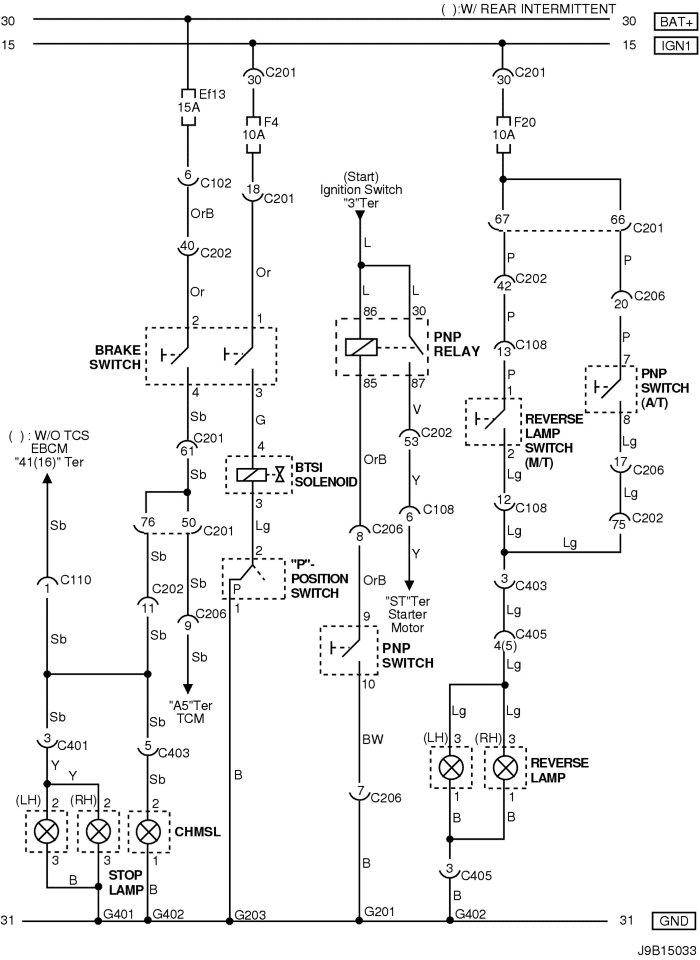 ( ):W/ REAR INTERMITTENT
30 30 BAT+
15 15 IGN1
30 C201 30 C201
Ef13
15A
F4
10A
F20
10A
6 C102
18 C201
(Start)
Ignition Switch
"3"Ter
OrB
67 66 C201
40 C202
L
P P
Or Or
C202
42
C206
20
L L
86 30
P P
2 1
BRAKE
SWITCH
PNP
RELAY
13 C108
P
7
PNP
SWITCH
(A/T)
4 3
85 87
1
8
Sb G
V
REVERSE
LAMP
SWITCH
(M/T)
2
Lg
( ) : W/O TCS
EBCM
"41(16)" Ter
C201
61
4
C202
53
17 C206
Sb
BTSI
SOLENOID
OrB
Y
Lg
Lg
3
12 C108
76 50 C201
Lg
6 C108
75 C202
Sb
8 C206
Lg
Lg
Sb
2
Y
"P"-
POSITION
SWITCH
P
1
C110
1
C202
11
Sb
OrB
3 C403
"A5"Ter
TCM
"ST"Ter
Starter
Motor
Lg
C206
9
9
C405
4(5)
Sb Sb Sb
PNP
SWITCH
Lg
10
Sb Sb
Lg Lg
3 C401
5 C403
BW
(LH) 3 (RH) 3
REVERSE
LAMP
Y Y
Sb
B
1 1
(LH) 2 (RH) 2 2
7 C206
B B
CHMSL
3 3 1
STOP
LAMP
B B
B
3 C405
B
31 G401 G402 G203 G201 G402 31 GND
J9B15033